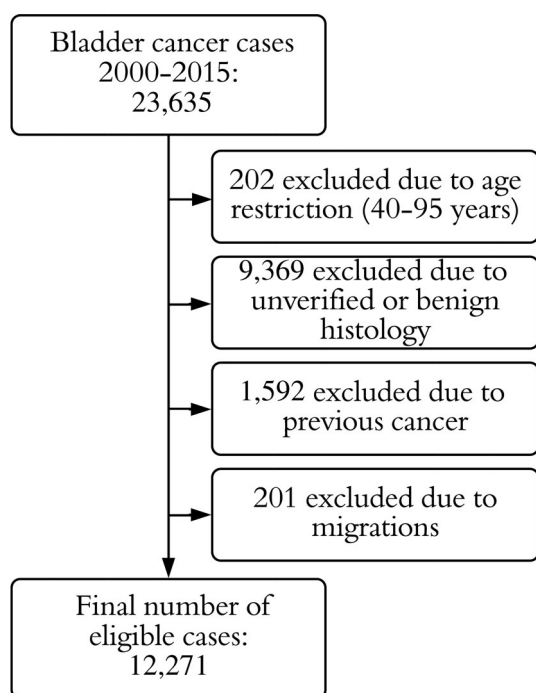 Bladder cancer cases
2000-2015:
23,635
202 excluded due to age
restriction (40-95 years)
9,369 excluded due to
unverified or benign
histology
1,592 excluded due to
previous cancer
201 excluded due to
migrations
Final number of
eligible cases:
12,271